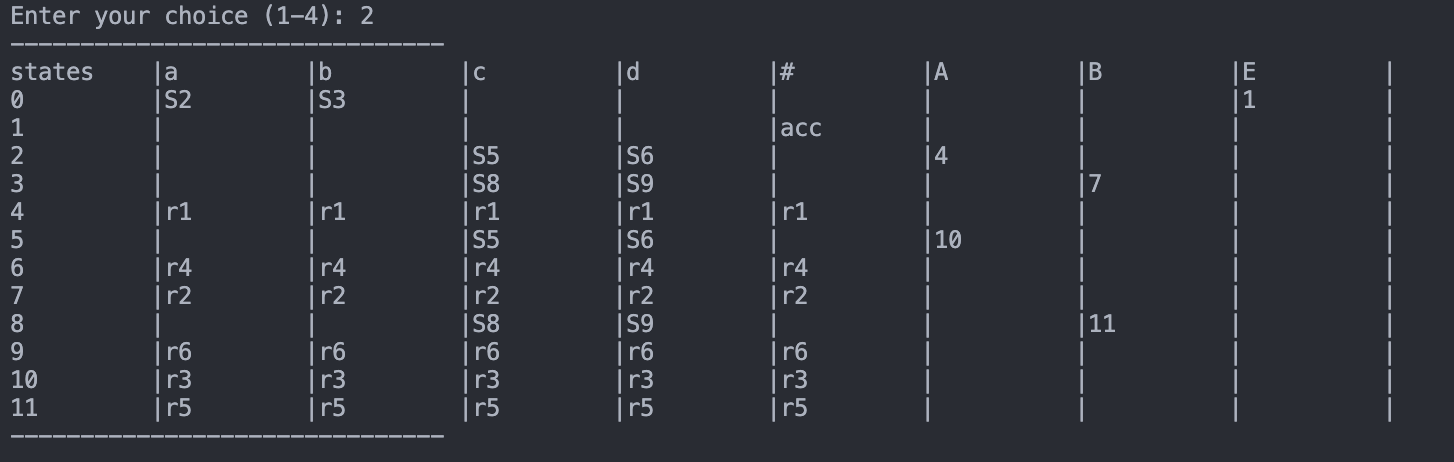 Enter your choice (1-4): 2
-------------------------------
states    |a         |b         |c         |d         |#         |A         |B         |E         |
0         |S2        |S3        |          |          |          |          |          |1         |
1         |          |          |          |          |acc       |          |          |          |
2         |          |          |S5        |S6        |          |4         |          |          |
3         |          |          |S8        |S9        |          |          |7         |          |
4         |r1        |r1        |r1        |r1        |r1        |          |          |          |
5         |          |          |S5        |S6        |          |10        |          |          |
6         |r4        |r4        |r4        |r4        |r4        |          |          |          |
7         |r2        |r2        |r2        |r2        |r2        |          |          |          |
8         |          |          |S8        |S9        |          |          |11        |          |
9         |r6        |r6        |r6        |r6        |r6        |          |          |          |
10        |r3        |r3        |r3        |r3        |r3        |          |          |          |
11        |r5        |r5        |r5        |r5        |r5        |          |          |          |
-------------------------------